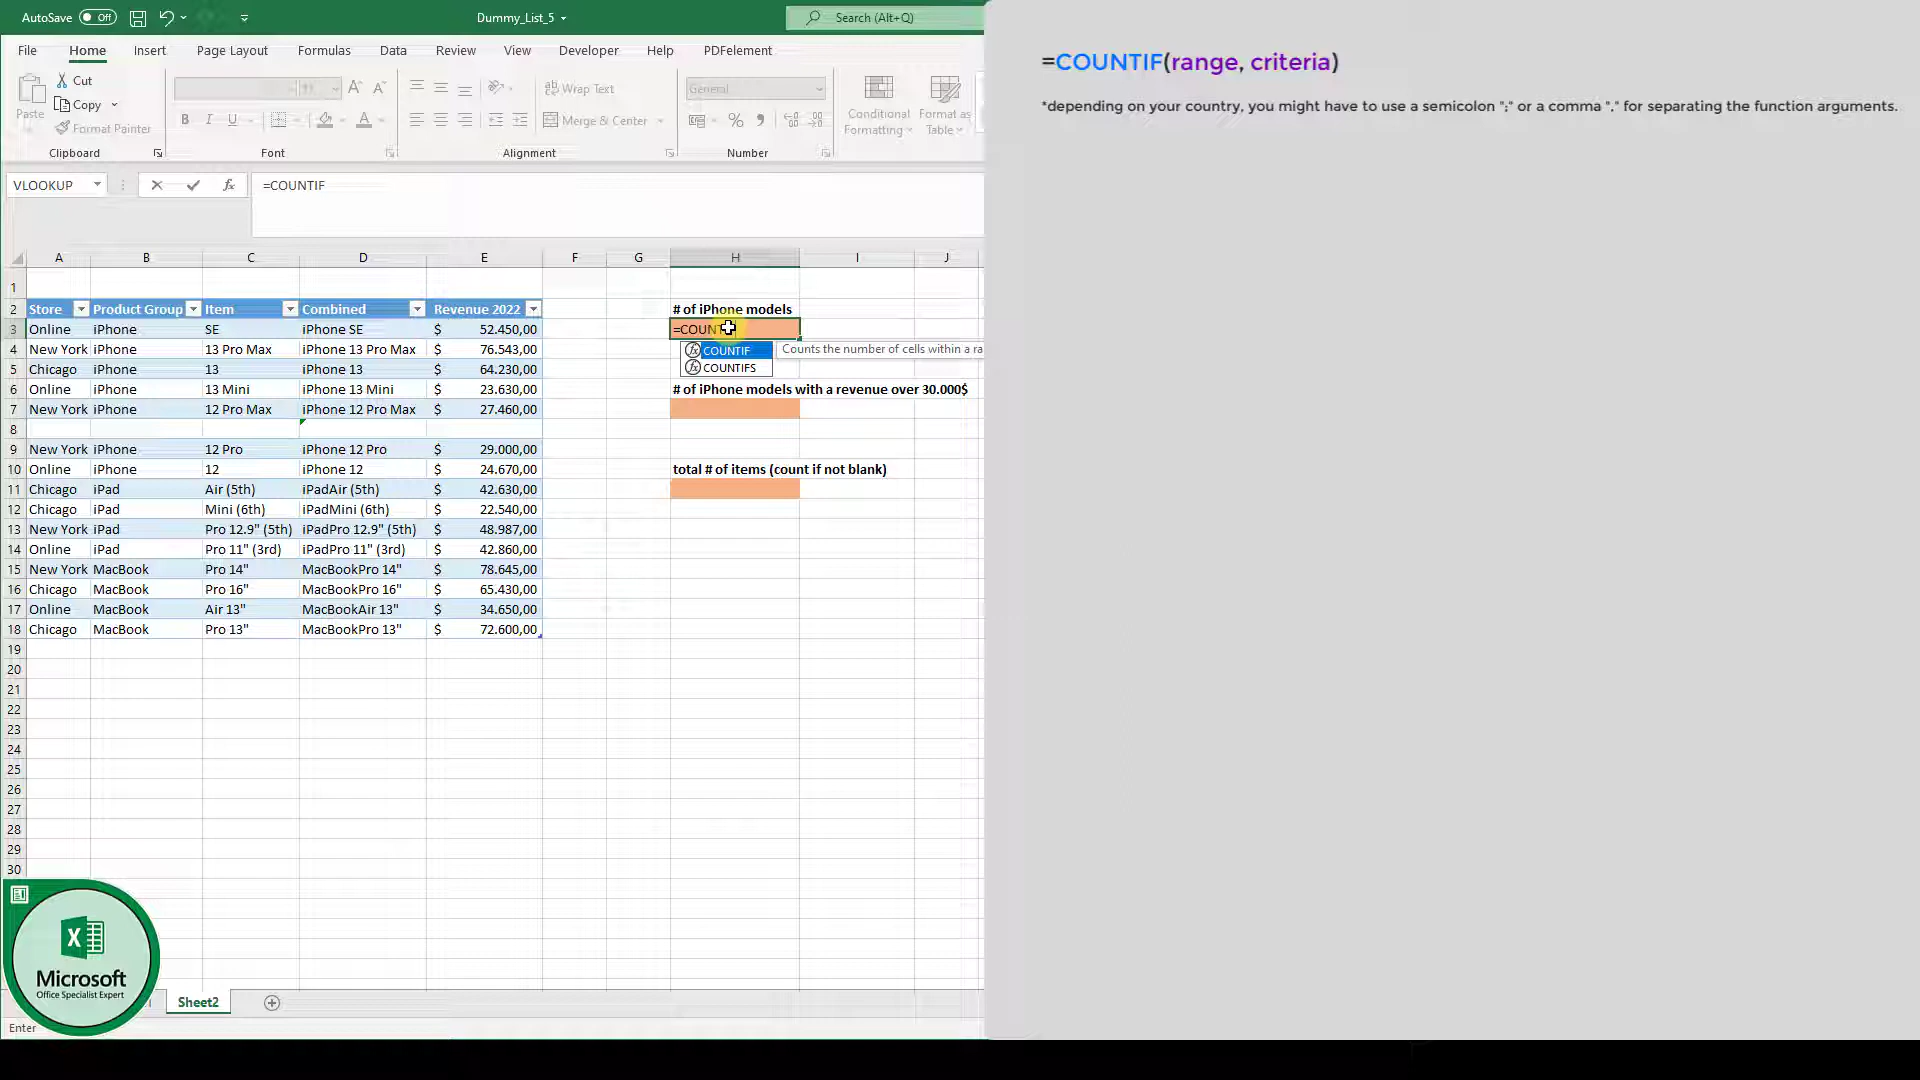 AutoSave Off Dummy_List_5 Search (Alt+Q)
File Home Insert Page Layout Formulas Data Review View Developer Help PDFelement
Paste Cut Copy Format Painter
Wrap Text
Merge & Center
General
Conditional Formatting
Format as Table
Clipboard Font Alignment Number
VLOOKUP fx =COUNTIF
A B C D E F G H I J
1
2 Store Product Group Item Combined Revenue 2022 # of iPhone models
3 Online iPhone SE iPhone SE $ 52.450,00 =COUNT
4 New York iPhone 13 Pro Max iPhone 13 Pro Max $ 76.543,00 COUNTIF Counts the number of cells within a ra
5 Chicago iPhone 13 iPhone 13 $ 64.230,00 COUNTIFS
6 Online iPhone 13 Mini iPhone 13 Mini $ 23.630,00 # of iPhone models with a revenue over 30.000$
7 New York iPhone 12 Pro Max iPhone 12 Pro Max $ 27.460,00
8
9 New York iPhone 12 Pro iPhone 12 Pro $ 29.000,00
10 Online iPhone 12 iPhone 12 $ 24.670,00 total # of items (count if not blank)
11 Chicago iPad Air (5th) iPadAir (5th) $ 42.630,00
12 Chicago iPad Mini (6th) iPadMini (6th) $ 22.540,00
13 New York iPad Pro 12.9" (5th) iPadPro 12.9" (5th) $ 48.987,00
14 Online iPad Pro 11" (3rd) iPadPro 11" (3rd) $ 42.860,00
15 New York MacBook Pro 14" MacBookPro 14" $ 78.645,00
16 Chicago MacBook Pro 16" MacBookPro 16" $ 65.430,00
17 Online MacBook Air 13" MacBookAir 13" $ 34.650,00
18 Chicago MacBook Pro 13" MacBookPro 13" $ 72.600,00
19
20
21
22
23
24
25
26
27
28
29
30
X
Microsoft
Office Specialist Expert
Sheet2
Enter
=COUNTIF(range, criteria)
*depending on your country, you might have to use a semicolon ";" or a comma "," for separating the function arguments.